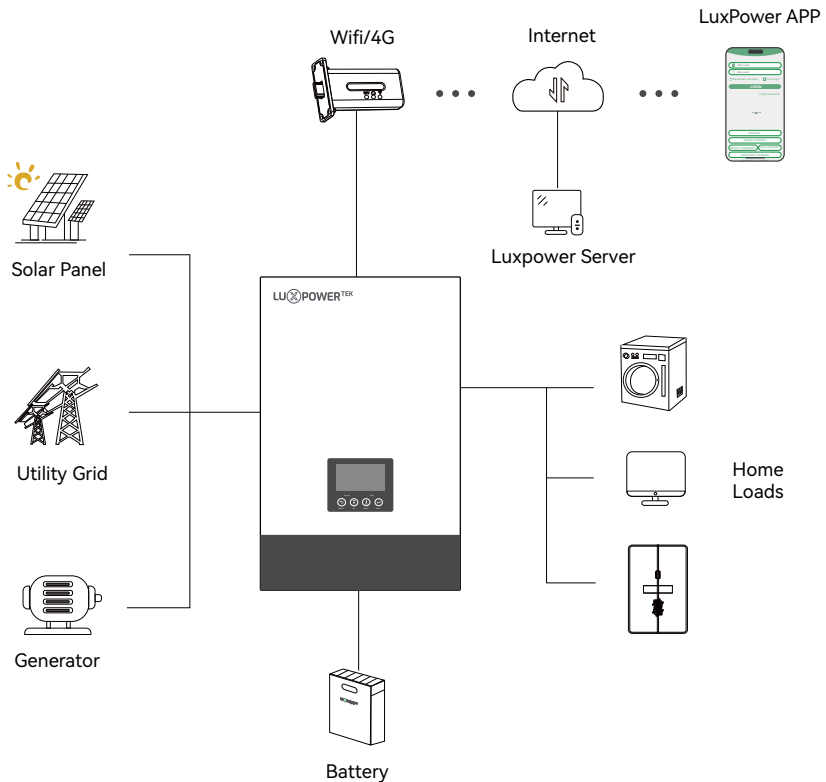 LuxPower APP
Wifi/4G
Internet
Luxpower Server
Solar Panel
LUXPOWER TEK
Utility Grid
Home
Loads
Generator
Battery